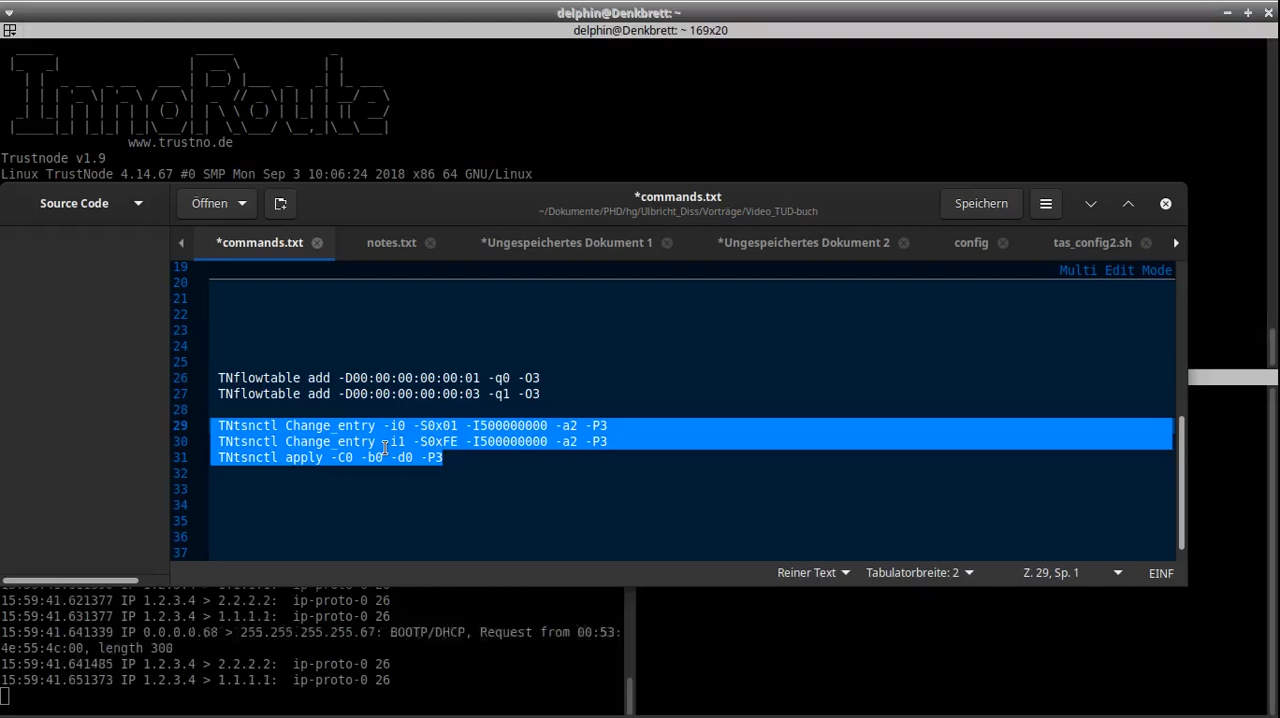 delphin@Denkbrett: ~
delphin@Denkbrett: ~ 169x20
InnoRoute
www.trustno.de
Trustnode v1.9
Linux TrustNode 4.14.67 #0 SMP Mon Sep 3 10:06:24 2018 x86 64 GNU/Linux
Source Code
Öffnen
*commands.txt
~/Dokumente/PHD/hg/Ulbricht_Diss/Vorträge/Video_TUD-buch
Speichern
*commands.txt
notes.txt
*Ungespeichertes Dokument 1
*Ungespeichertes Dokument 2
config
tas_config2.sh
19
Multi Edit Mode
20
21
22
23
24
25
26 TNflowtable add -D00:00:00:00:00:01 -q0 -O3
27 TNflowtable add -D00:00:00:00:00:03 -q1 -O3
28
29 TNtsnctl Change_entry -i0 -S0x01 -I500000000 -a2 -P3
30 TNtsnctl Change_entry -i1 -S0xFE -I500000000 -a2 -P3
31 TNtsnctl apply -C0 -b0 -d0 -P3
32
33
34
35
36
37
Reiner Text
Tabulatorbreite: 2
Z. 29, Sp. 1
EINF
15:59:41.621377 IP 1.2.3.4 > 2.2.2.2: ip-proto-0 26
15:59:41.631377 IP 1.2.3.4 > 1.1.1.1: ip-proto-0 26
15:59:41.641339 IP 0.0.0.0.68 > 255.255.255.255.67: BOOTP/DHCP, Request from 00:53:
4e:55:4c:00, length 300
15:59:41.641485 IP 1.2.3.4 > 2.2.2.2: ip-proto-0 26
15:59:41.651373 IP 1.2.3.4 > 1.1.1.1: ip-proto-0 26